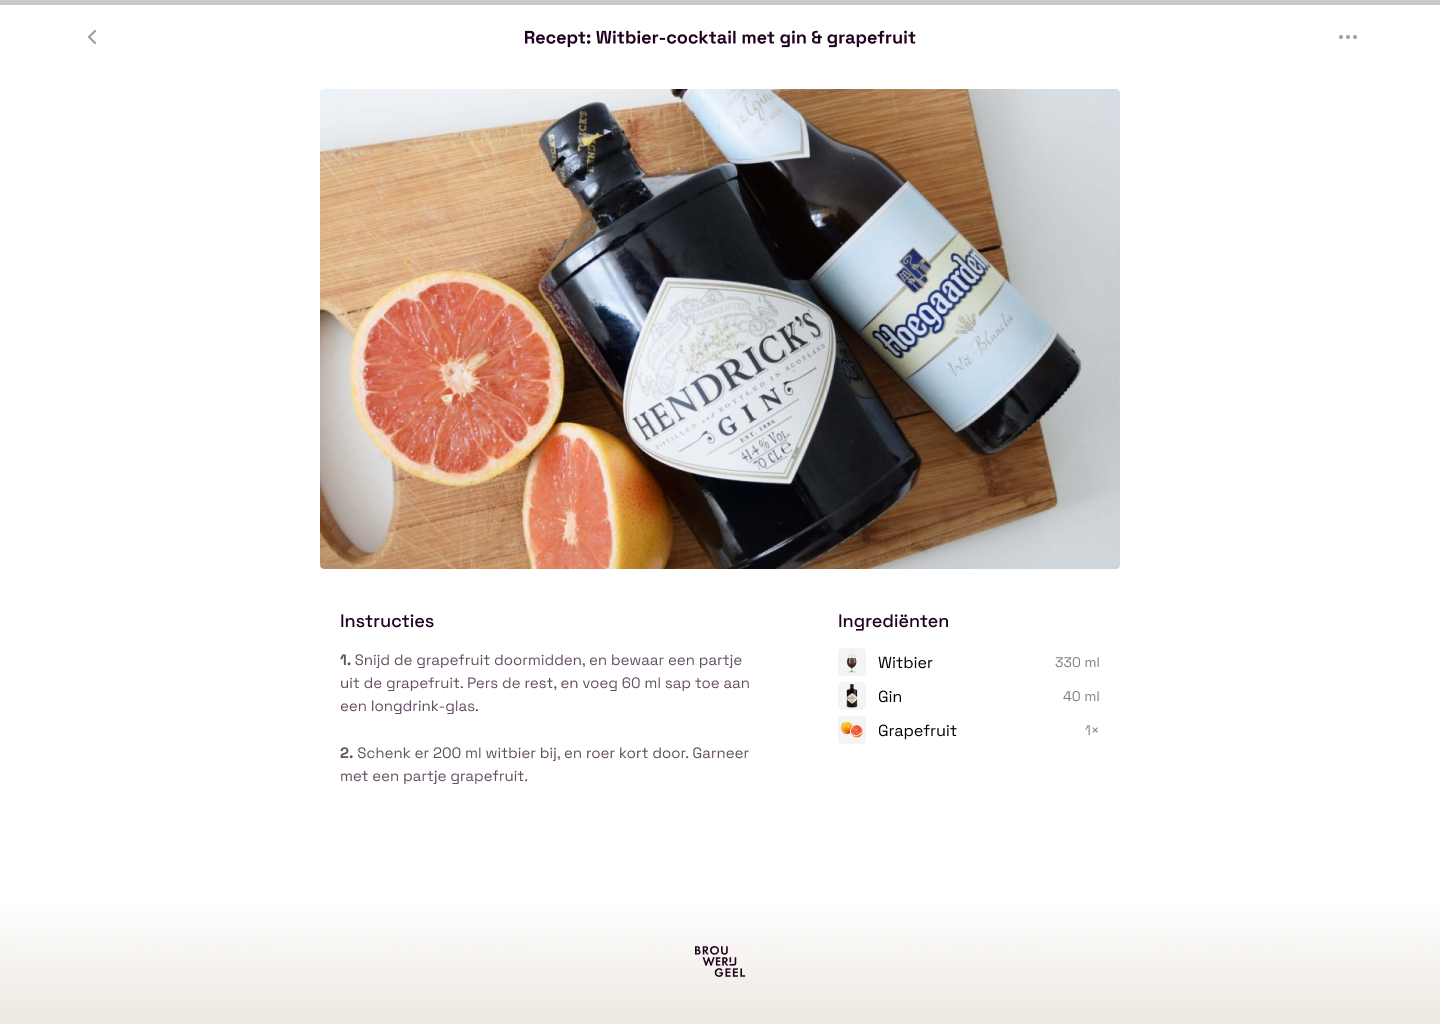 Recept: Witbier-cocktail met gin & grapefruit
HENDRICK'S
DISTILLED and BOTTLED IN SCOTLAND
GIN
EST. 1886
41.4% VOL.
70 CL e
Hoegaarden
Wit Blanche
Instructies
1. Snijd de grapefruit doormidden, en bewaar een partje
uit de grapefruit. Pers de rest, en voeg 60 ml sap toe aan
een longdrink-glas.
2. Schenk er 200 ml witbier bij, en roer kort door. Garneer
met een partje grapefruit.
Ingrediënten
Witbier 330 ml
Gin 40 ml
Grapefruit 1×
BROU
WERIJ
GEEL